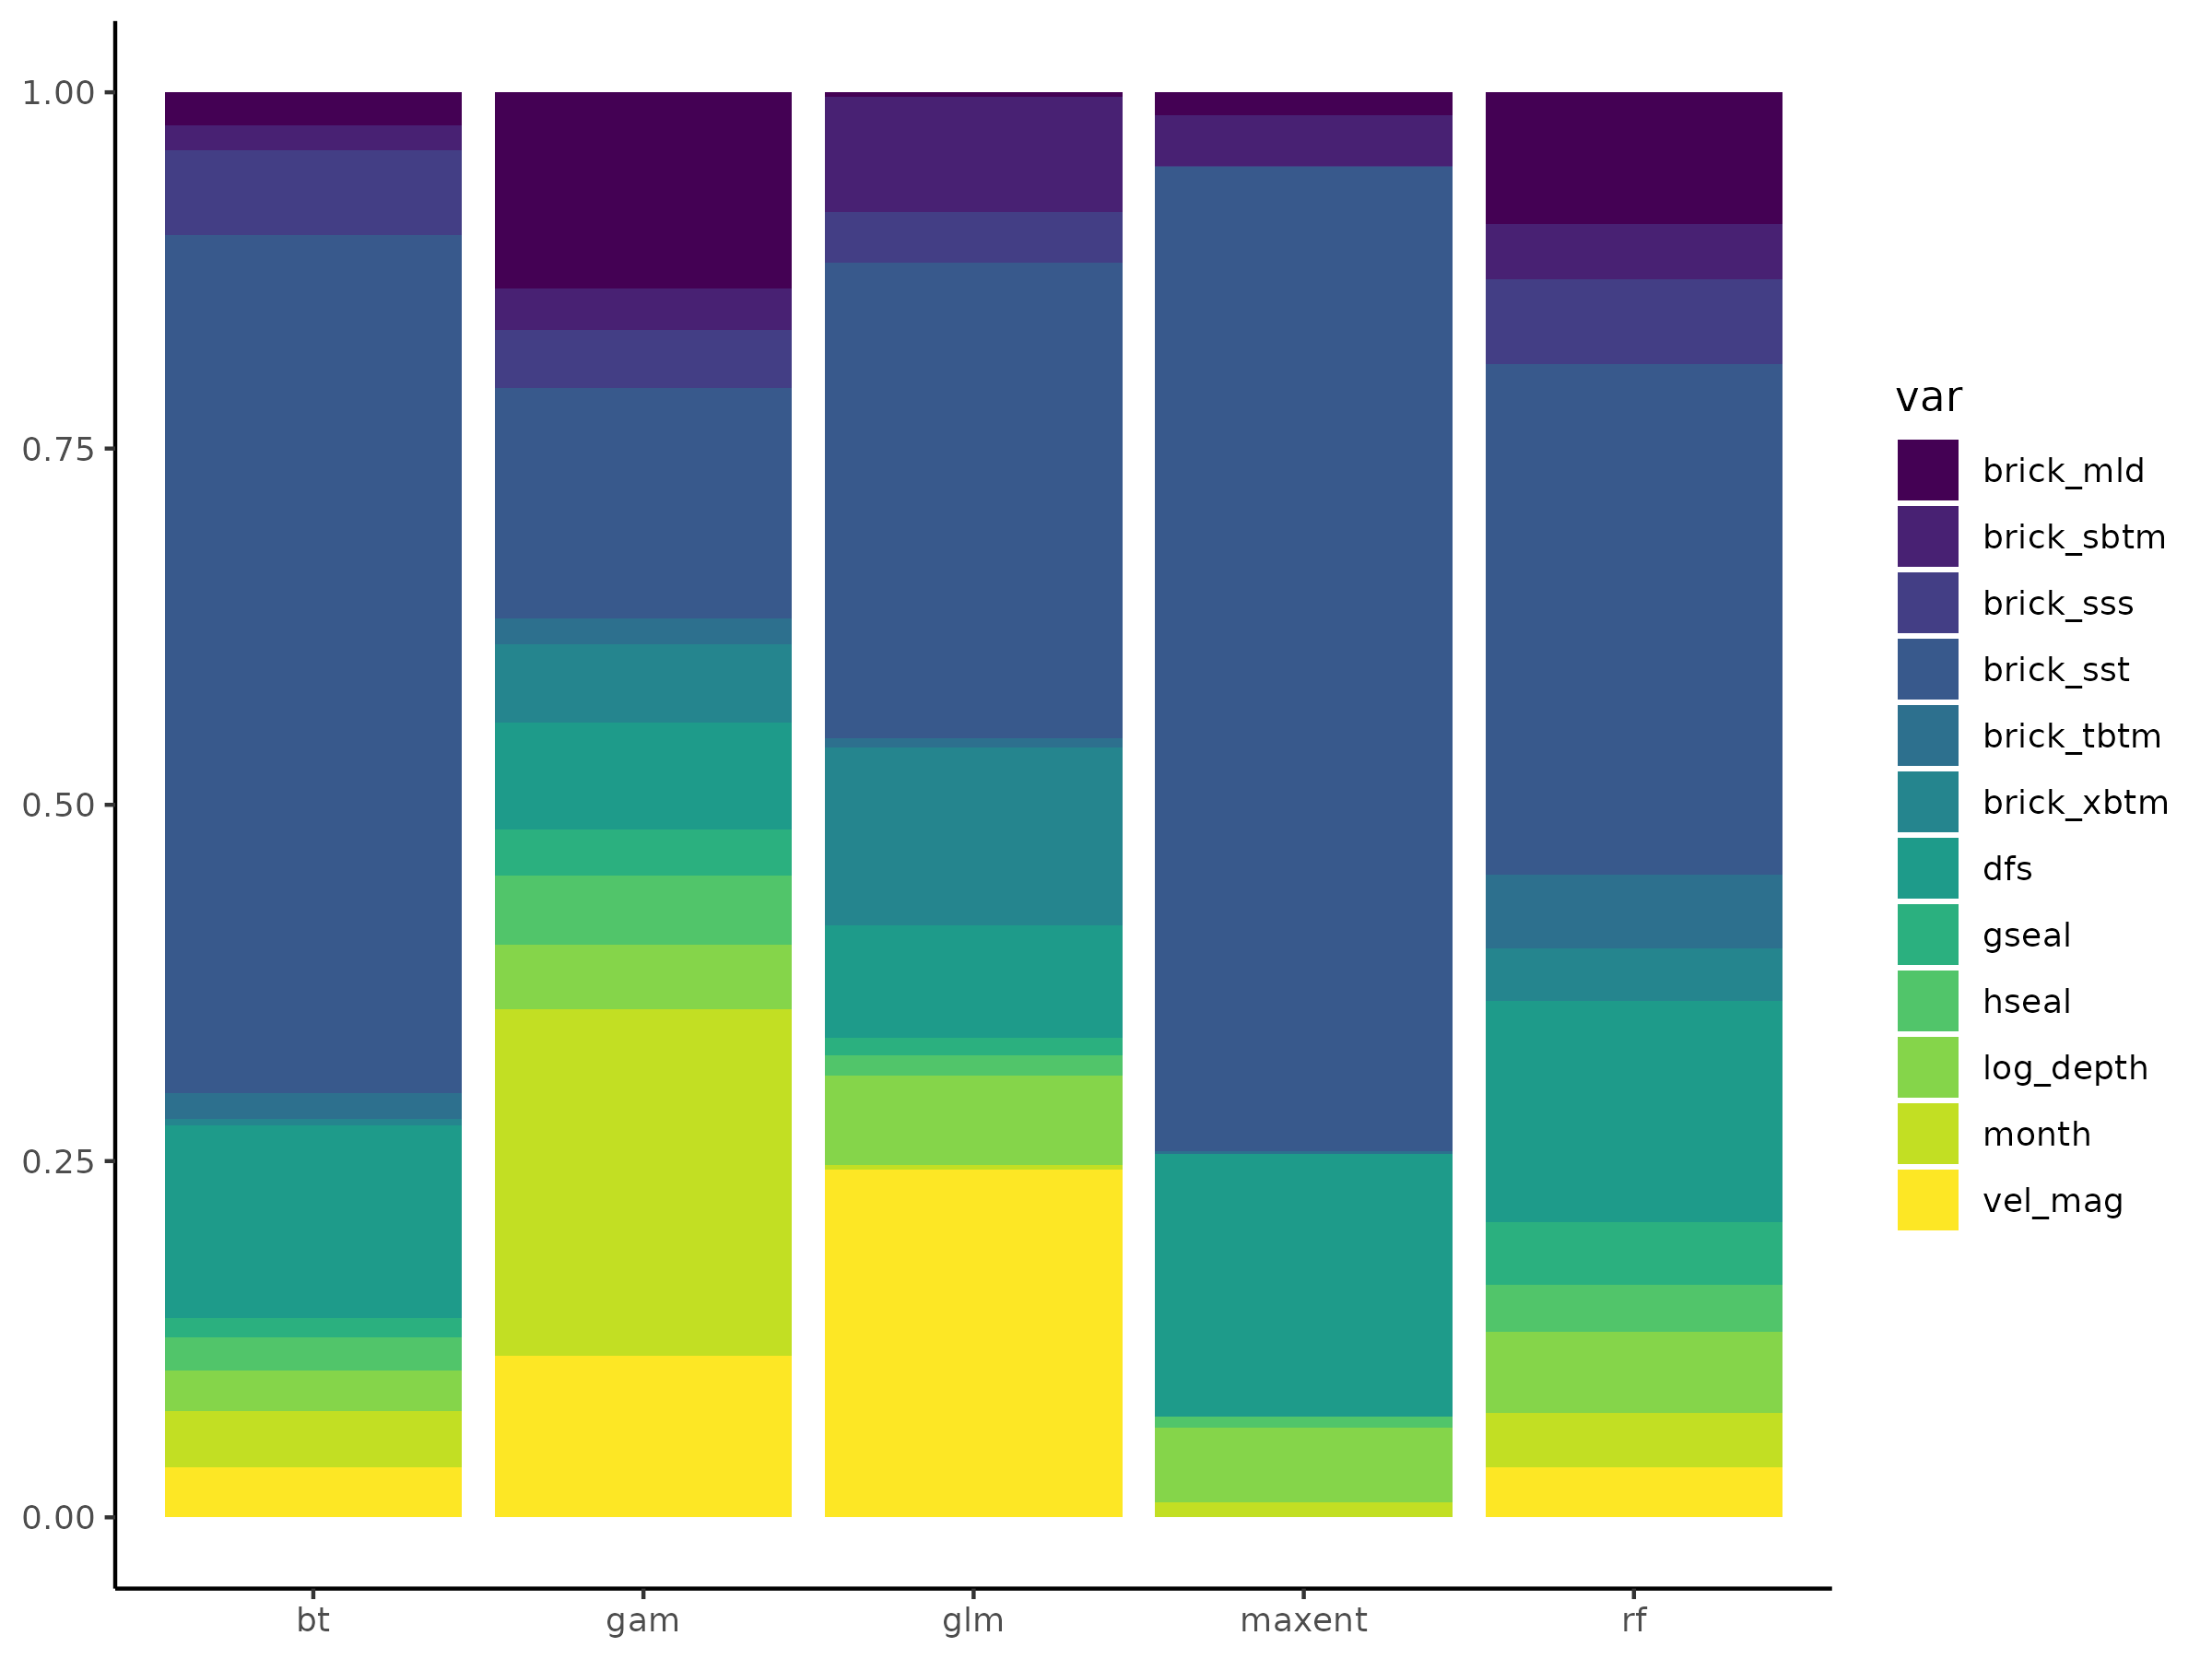 1.00
0.75
0.50
0.25
0.00
bt gam glm maxent rf
var
brick_mld
brick_sbtm
brick_sss
brick_sst
brick_tbtm
brick_xbtm
dfs
gseal
hseal
log_depth
month
vel_mag